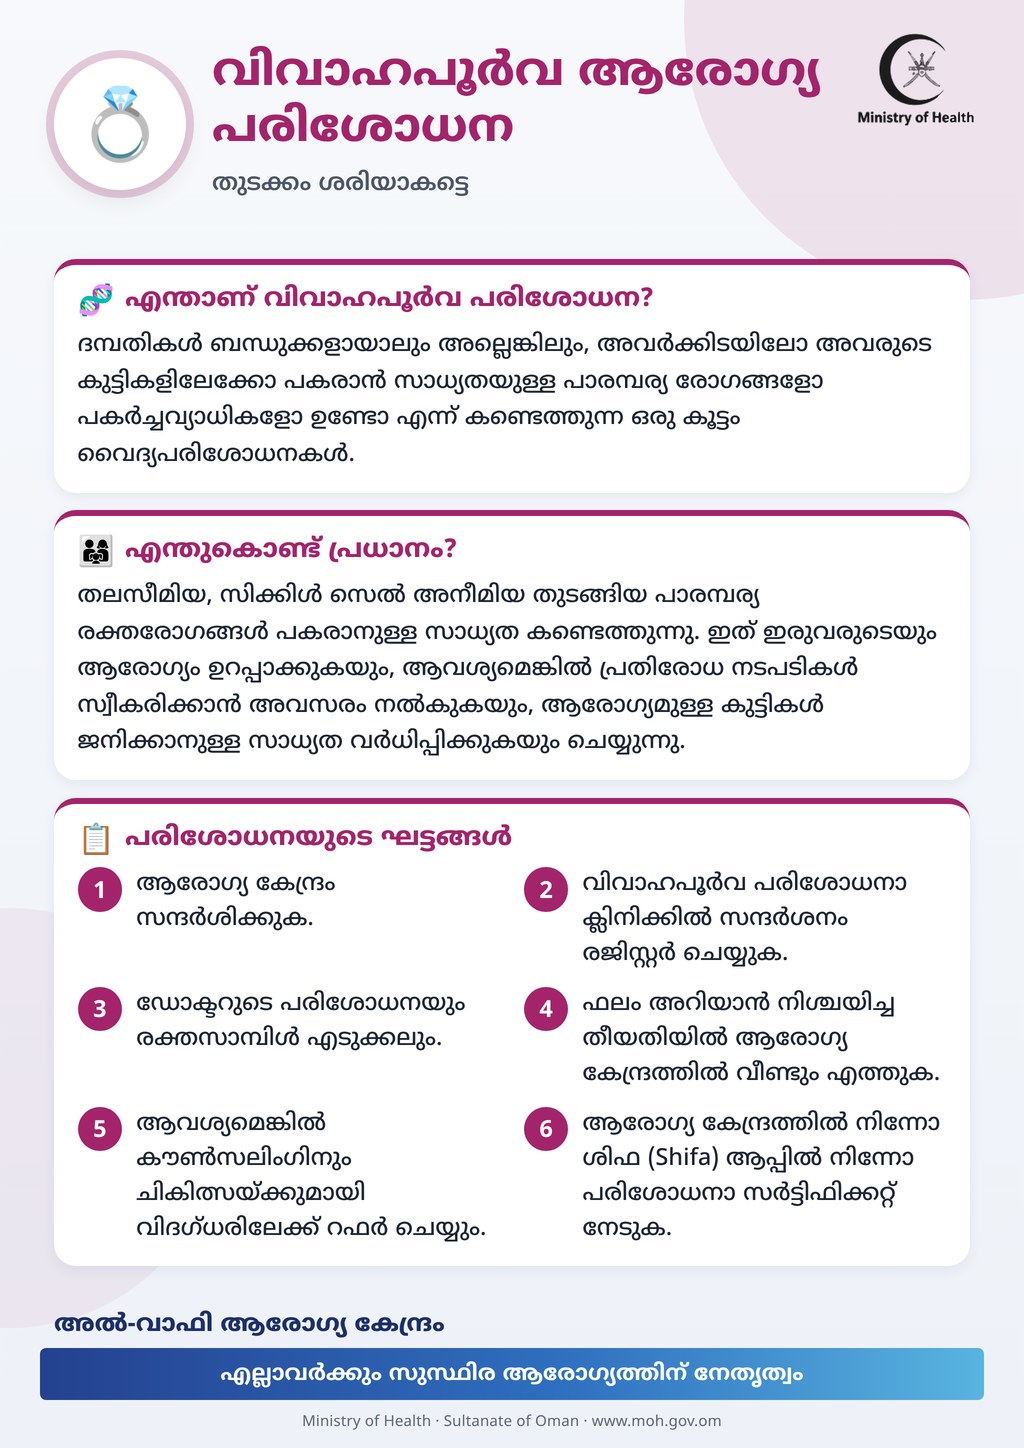 വിവാഹപൂർവ ആരോഗ്യ
പരിശോധന
തുടക്കം ശരിയാകട്ടെ
Ministry of Health
എന്താണ് വിവാഹപൂർവ പരിശോധന?
ദമ്പതികൾ ബന്ധുക്കളായാലും അല്ലെങ്കിലും, അവർക്കിടയിലോ അവരുടെ
കുട്ടികളിലേക്കോ പകരാൻ സാധ്യതയുള്ള പാരമ്പര്യ രോഗങ്ങളോ
പകർച്ചവ്യാധികളോ ഉണ്ടോ എന്ന് കണ്ടെത്തുന്ന ഒരു കൂട്ടം
വൈദ്യപരിശോധനകൾ.
എന്തുകൊണ്ട് പ്രധാനം?
തലസീമിയ, സിക്കിൾ സെൽ അനീമിയ തുടങ്ങിയ പാരമ്പര്യ
രക്തരോഗങ്ങൾ പകരാനുള്ള സാധ്യത കണ്ടെത്തുന്നു. ഇത് ഇരുവരുടെയും
ആരോഗ്യം ഉറപ്പാക്കുകയും, ആവശ്യമെങ്കിൽ പ്രതിരോധ നടപടികൾ
സ്വീകരിക്കാൻ അവസരം നൽകുകയും, ആരോഗ്യമുള്ള കുട്ടികൾ
ജനിക്കാനുള്ള സാധ്യത വർധിപ്പിക്കുകയും ചെയ്യുന്നു.
പരിശോധനയുടെ ഘട്ടങ്ങൾ
1 ആരോഗ്യ കേന്ദ്രം
സന്ദർശിക്കുക.
2 വിവാഹപൂർവ പരിശോധനാ
ക്ലിനിക്കിൽ സന്ദർശനം
രജിസ്റ്റർ ചെയ്യുക.
3 ഡോക്ടറുടെ പരിശോധനയും
രക്തസാമ്പിൾ എടുക്കലും.
4 ഫലം അറിയാൻ നിശ്ചയിച്ച
തീയതിയിൽ ആരോഗ്യ
കേന്ദ്രത്തിൽ വീണ്ടും എത്തുക.
5 ആവശ്യമെങ്കിൽ
കൗൺസലിംഗിനും
ചികിത്സയ്ക്കുമായി
വിദഗ്ധരിലേക്ക് റഫർ ചെയ്യും.
6 ആരോഗ്യ കേന്ദ്രത്തിൽ നിന്നോ
ശിഫ (Shifa) ആപ്പിൽ നിന്നോ
പരിശോധനാ സർട്ടിഫിക്കറ്റ്
നേടുക.
അൽ-വാഫി ആരോഗ്യ കേന്ദ്രം
എല്ലാവർക്കും സുസ്ഥിര ആരോഗ്യത്തിന് നേതൃത്വം
Ministry of Health · Sultanate of Oman · www.moh.gov.om